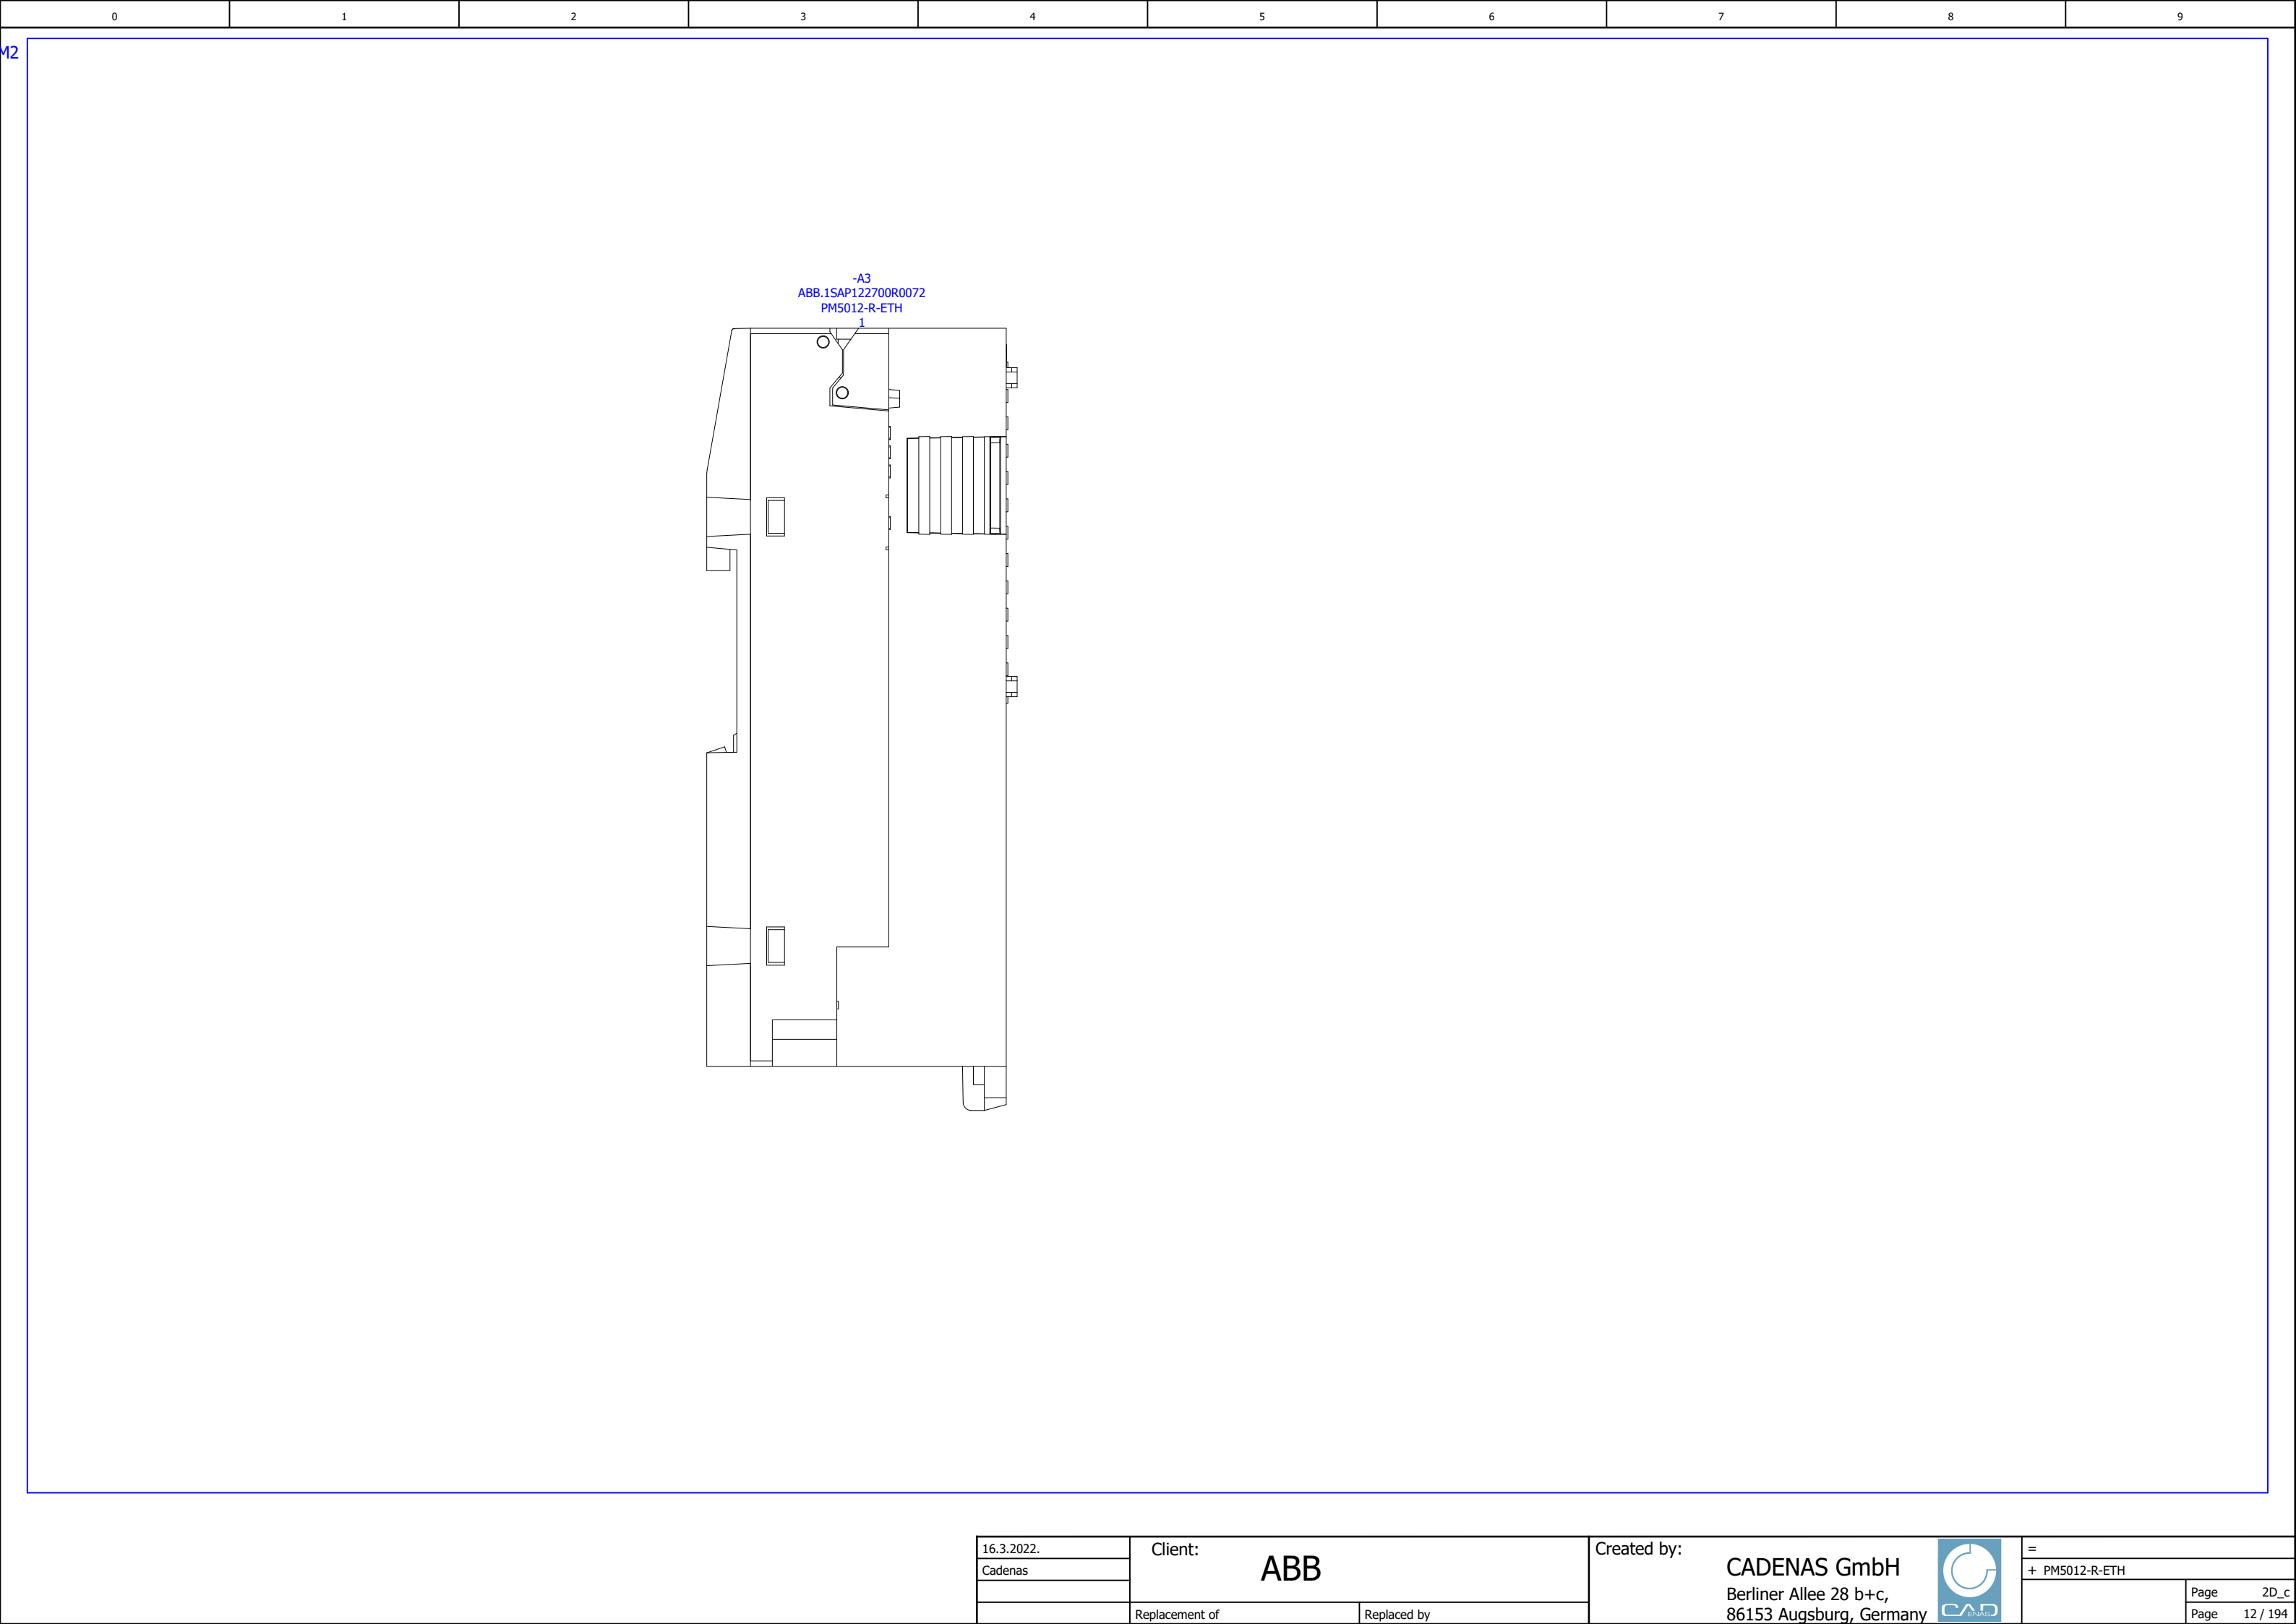 0 1 2 3 4 5 6 7 8 9
M2
-A3
ABB.1SAP122700R0072
PM5012-R-ETH
1
16.3.2022.
Cadenas
Client:
ABB
Replacement of
Replaced by
Created by:
CADENAS GmbH
Berliner Allee 28 b+c,
86153 Augsburg, Germany
CADENAS
=
+ PM5012-R-ETH
Page 2D_c
Page 12 / 194